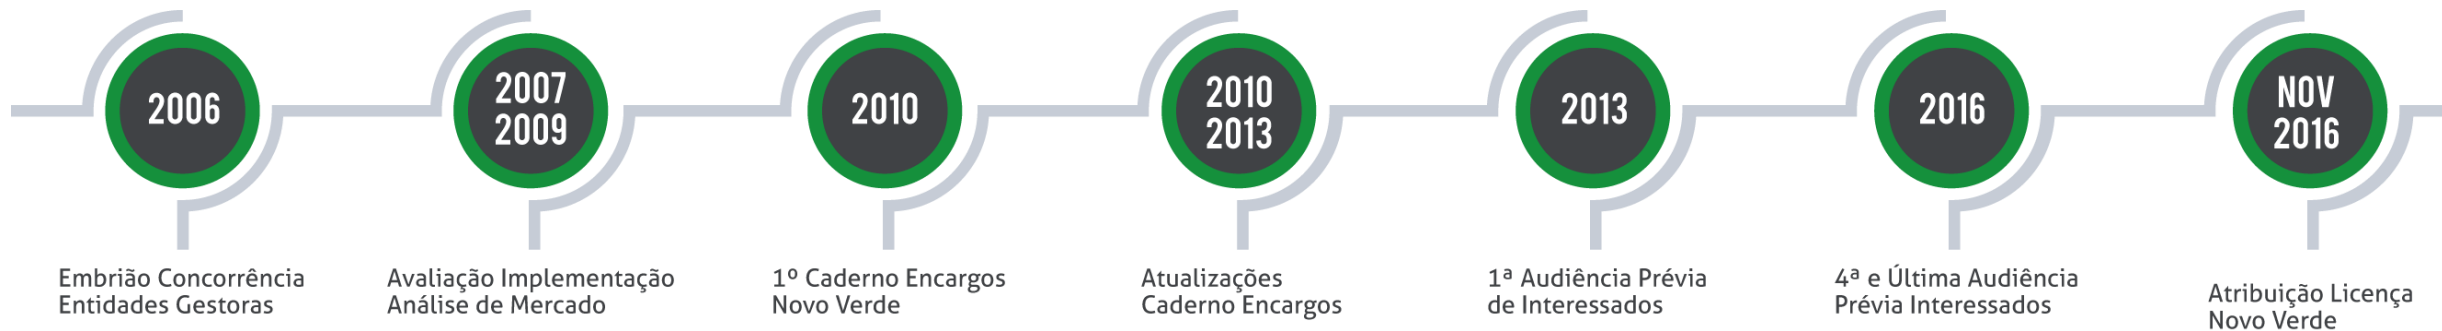 2006
2007
2009
2010
2010
2013
2013
2016
NOV
2016
Embrião Concorrência
Entidades Gestoras
Avaliação Implementação
Análise de Mercado
1º Caderno Encargos
Novo Verde
Atualizações
Caderno Encargos
1ª Audiência Prévia
de Interessados
4ª e Última Audiência
Prévia Interessados
Atribuição Licença
Novo Verde